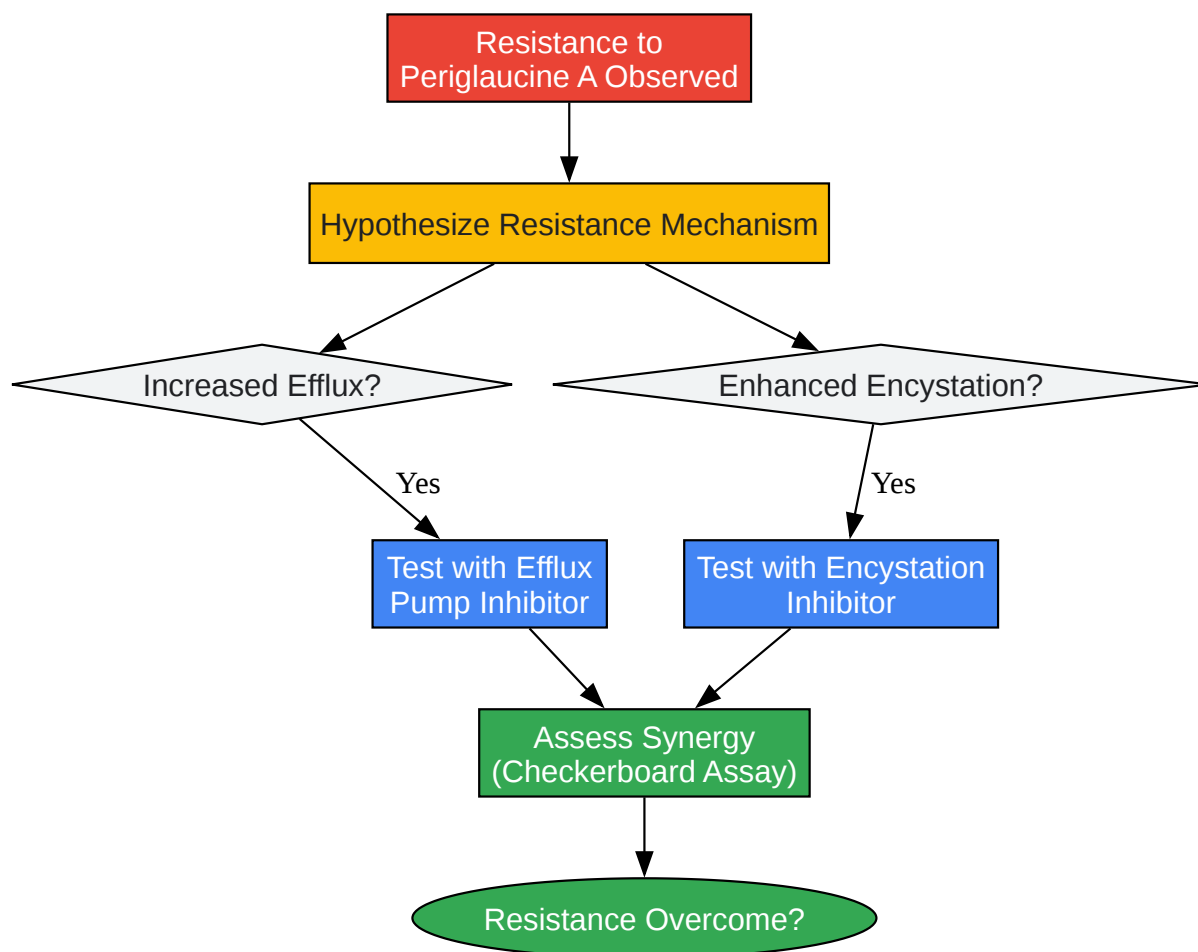 Resistance to
Periglaucine A Observed
Hypothesize Resistance Mechanism
Increased Efflux?
Enhanced Encystation?
Yes
Yes
Test with Efflux
Pump Inhibitor
Test with Encystation
Inhibitor
Assess Synergy
(Checkerboard Assay)
Resistance Overcome?